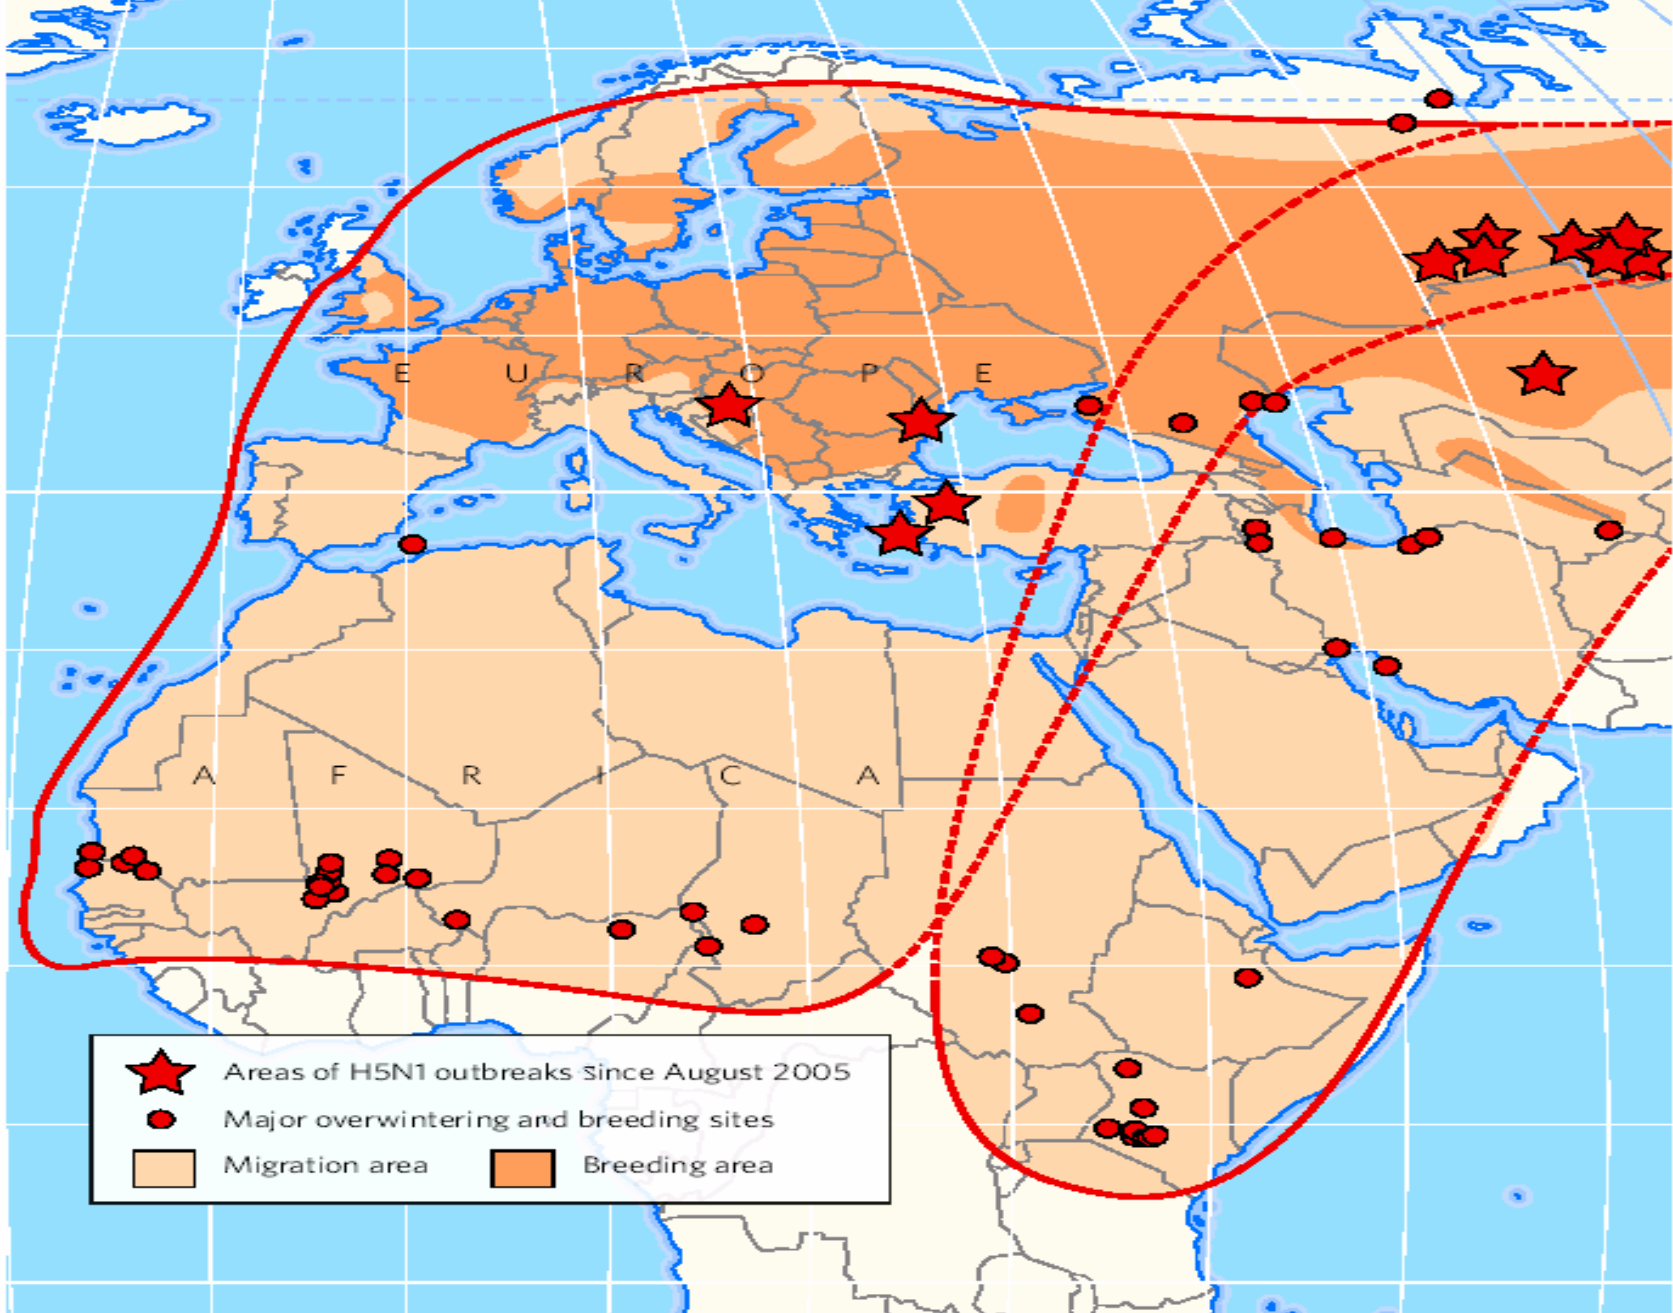 E U R O P E
A F R I C A
Areas of H5N1 outbreaks since August 2005
Major overwintering and breeding sites
Migration area
Breeding area